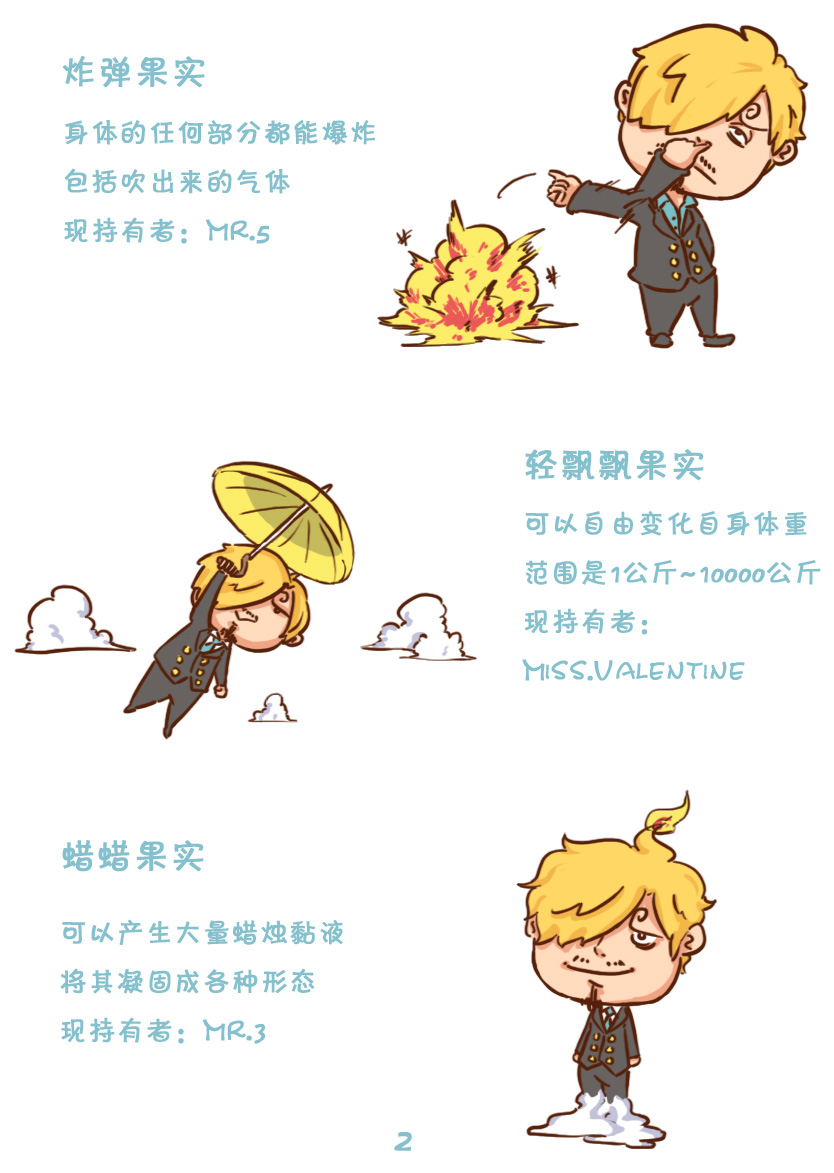 炸弹果实
身体的任何部分都能爆炸
包括吹出来的气体
现持有者：MR.5
轻飘飘果实
可以自由变化自身体重
范围是1公斤~10000公斤
现持有者：
MISS.VALENTINE
蜡蜡果实
可以产生大量蜡烛黏液
将其凝固成各种形态
现持有者：MR.3
2